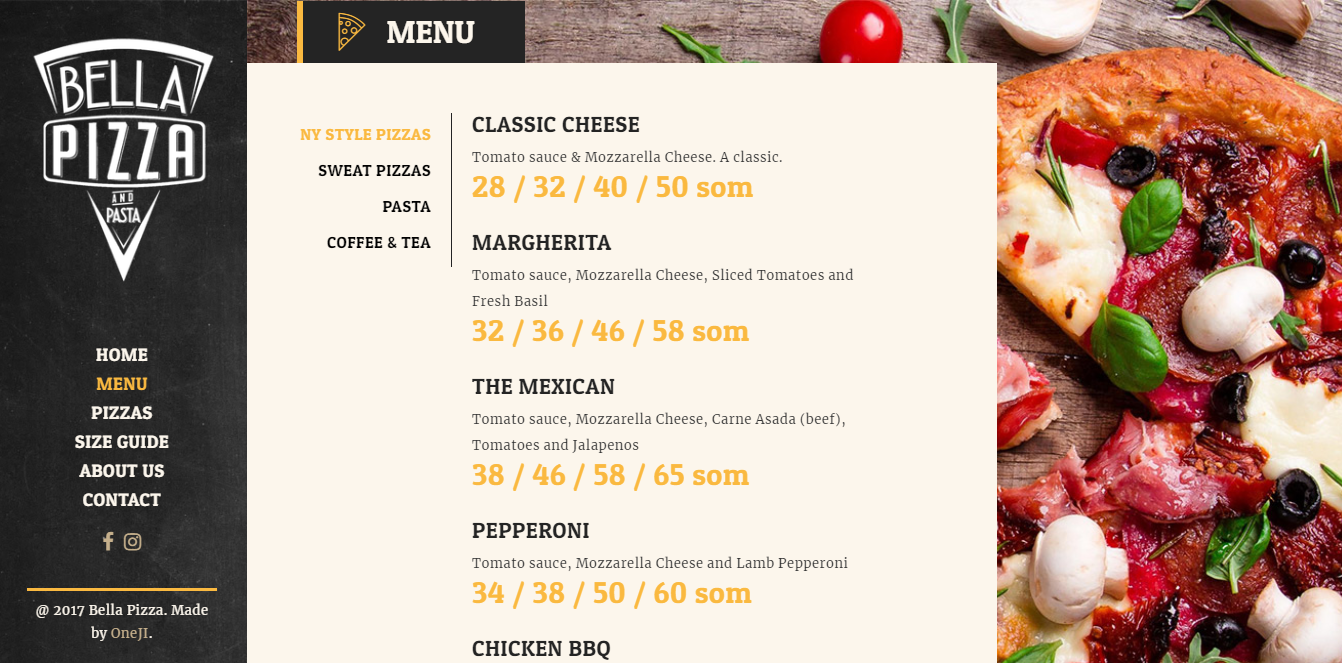 BELLA
PIZZA
AND
PASTA
HOME
MENU
PIZZAS
SIZE GUIDE
ABOUT US
CONTACT
@ 2017 Bella Pizza. Made
by OneJI.
MENU
NY STYLE PIZZAS
SWEAT PIZZAS
PASTA
COFFEE & TEA
CLASSIC CHEESE
Tomato sauce & Mozzarella Cheese. A classic.
28 / 32 / 40 / 50 som
MARGHERITA
Tomato sauce, Mozzarella Cheese, Sliced Tomatoes and
Fresh Basil
32 / 36 / 46 / 58 som
THE MEXICAN
Tomato sauce, Mozzarella Cheese, Carne Asada (beef),
Tomatoes and Jalapenos
38 / 46 / 58 / 65 som
PEPPERONI
Tomato sauce, Mozzarella Cheese and Lamb Pepperoni
34 / 38 / 50 / 60 som
CHICKEN BBQ